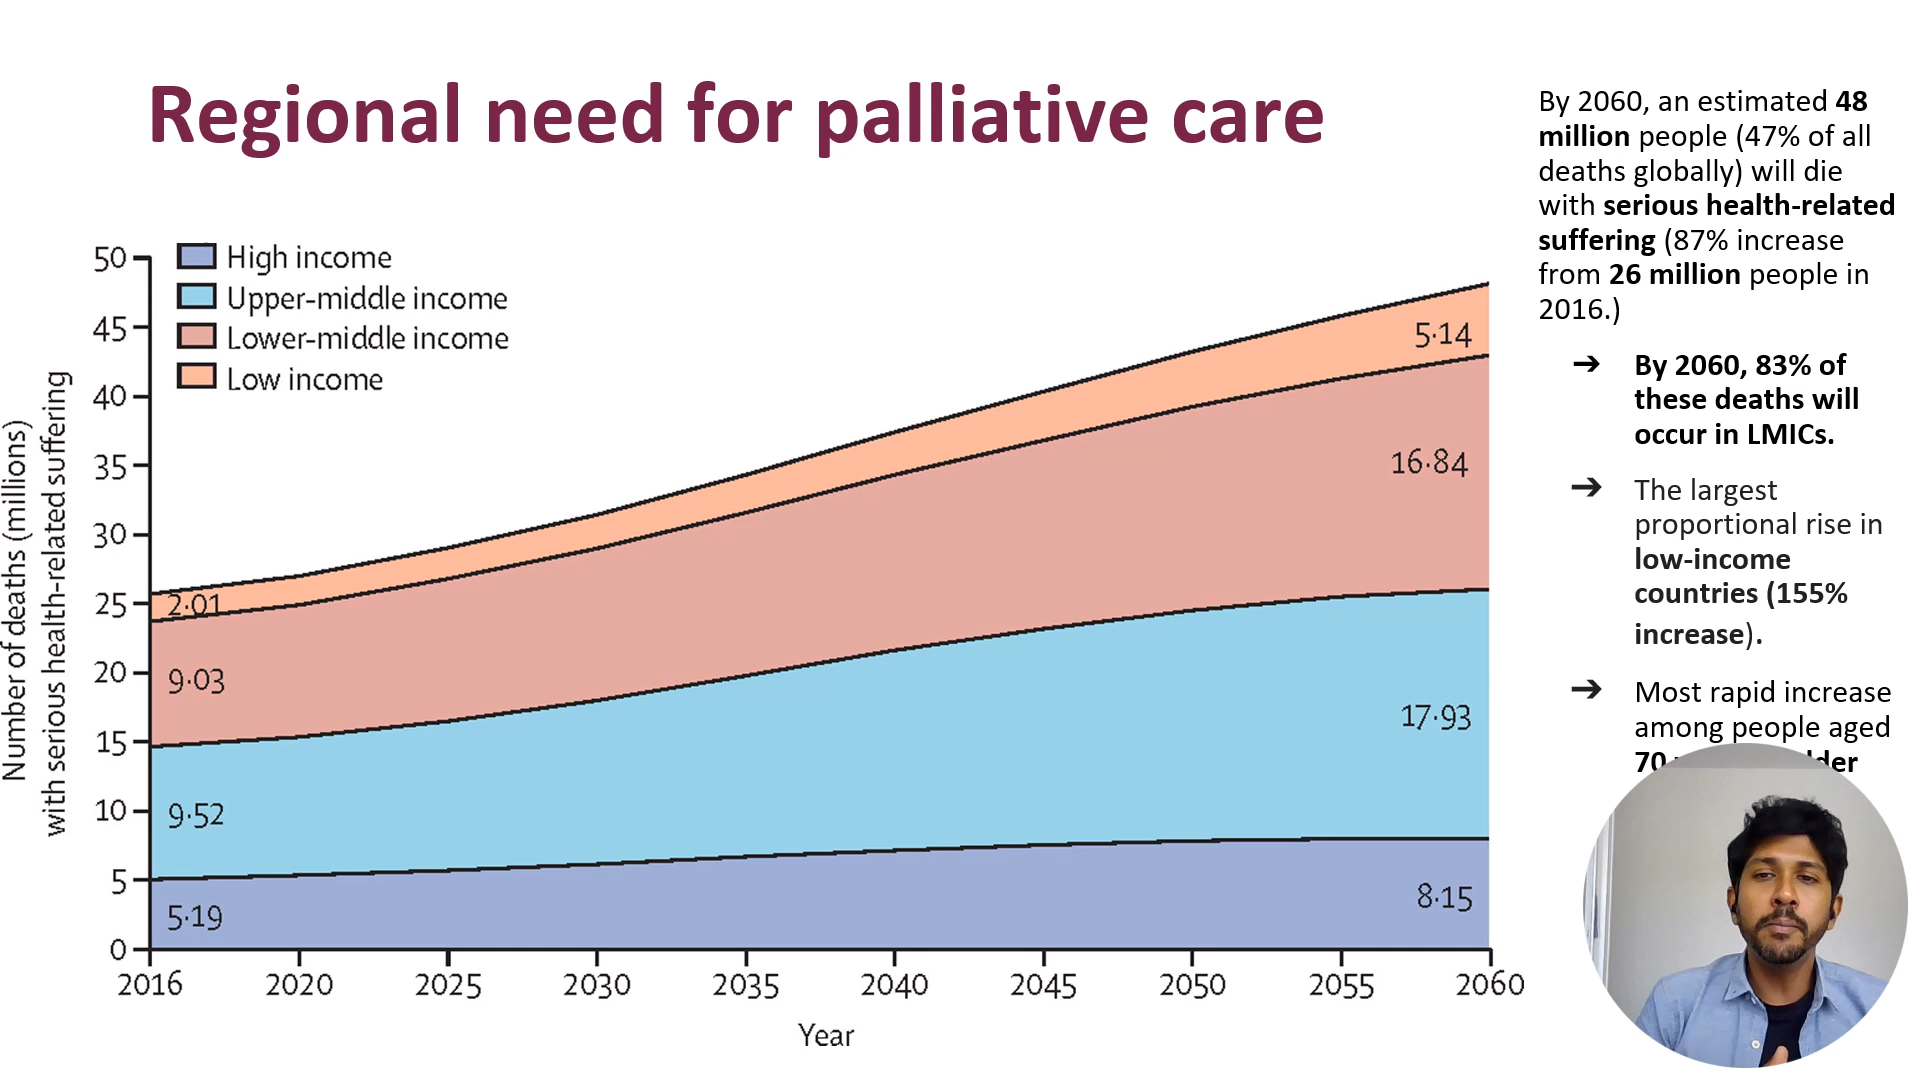 Regional need for palliative care
By 2060, an estimated 48
million people (47% of all
deaths globally) will die
with serious health-related
suffering (87% increase
from 26 million people in
2016.)
➔ By 2060, 83% of
these deaths will
occur in LMICs.
➔ The largest
proportional rise in
low-income
countries (155%
increase).
➔ Most rapid increase
among people aged
70
Number of deaths (millions)
with serious health-related suffering
50
45
40
35
30
25
20
15
10
5
0
High income
Upper-middle income
Lower-middle income
Low income
2·01
9·03
9·52
5·19
5·14
16·84
17·93
8·15
2016 2020 2025 2030 2035 2040 2045 2050 2055 2060
Year